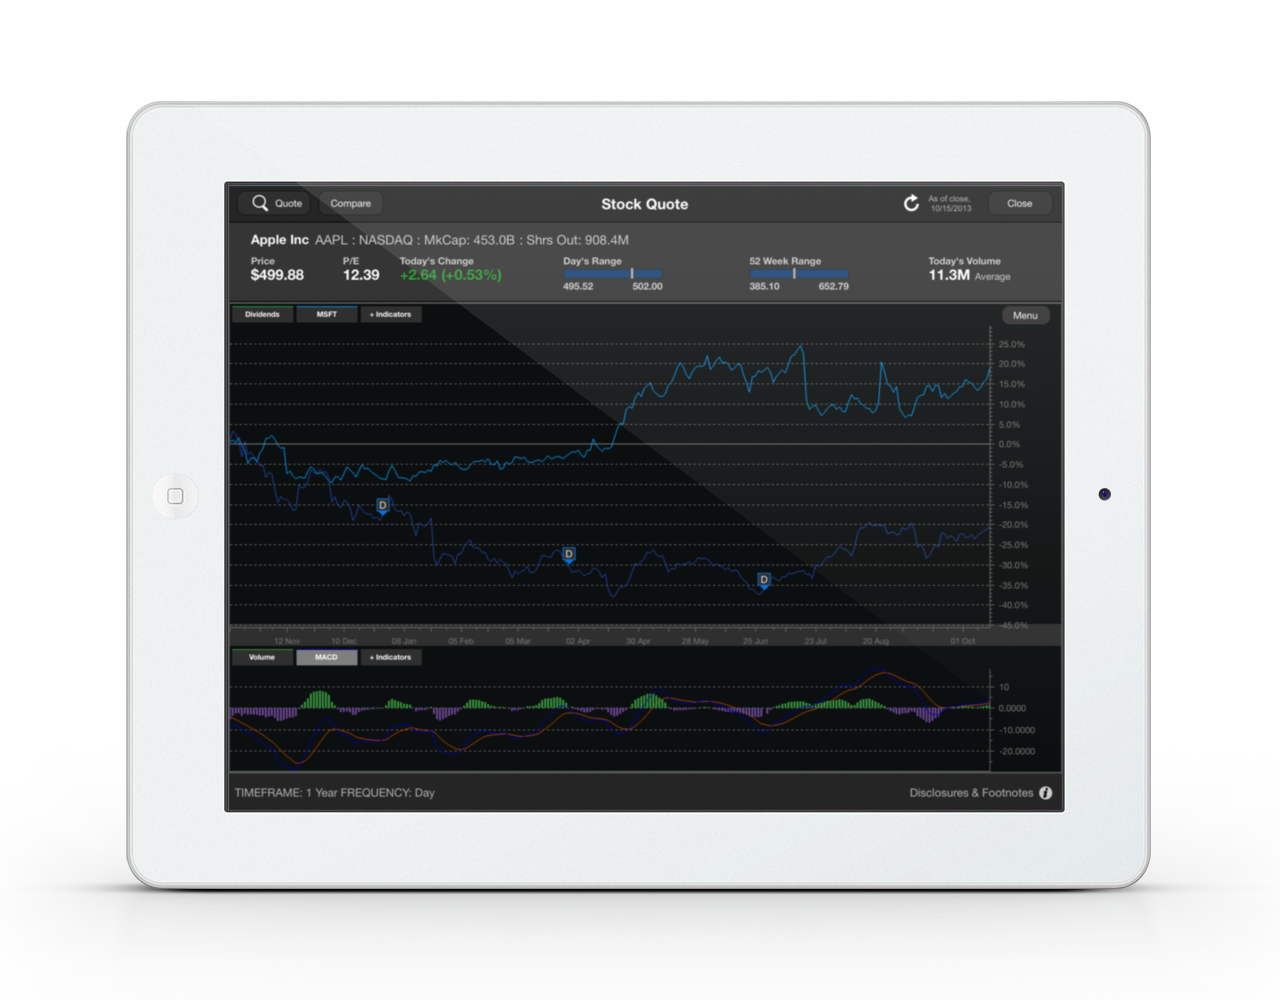 Quote Compare Stock Quote As of close, Close
10/15/2013
Apple Inc AAPL : NASDAQ : MkCap: 453.0B : Shrs Out: 908.4M
Price P/E Today's Change Day's Range 52 Week Range Today's Volume
$499.88 12.39 +2.64 (+0.53%) 11.3M Average
495.52 502.00 385.10 652.79
Dividends MSFT + Indicators Menu
25.0%
20.0%
15.0%
10.0%
5.0%
0.0%
-5.0%
-10.0%
D -15.0%
-20.0%
-25.0%
D -30.0%
D -35.0%
-40.0%
-45.0%
12 Nov 10 Dec 08 Jan 05 Feb 05 Mar 02 Apr 30 Apr 28 May 25 Jun 23 Jul 20 Aug 01 Oct
Volume MACD + Indicators
10
0.0000
-10.0000
-20.0000
TIMEFRAME: 1 Year FREQUENCY: Day Disclosures & Footnotes i